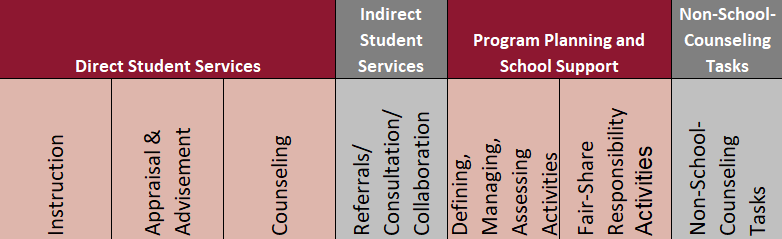 Direct Student Services
Indirect
Student
Services
Program Planning and
School Support
Non-School-
Counseling
Tasks
Instruction
Appraisal &
Advisement
Counseling
Referrals/
Consultation/
Collaboration
Defining,
Managing,
Assessing
Activities
Fair-Share
Responsibility
Activities
Non-School-
Counseling
Tasks